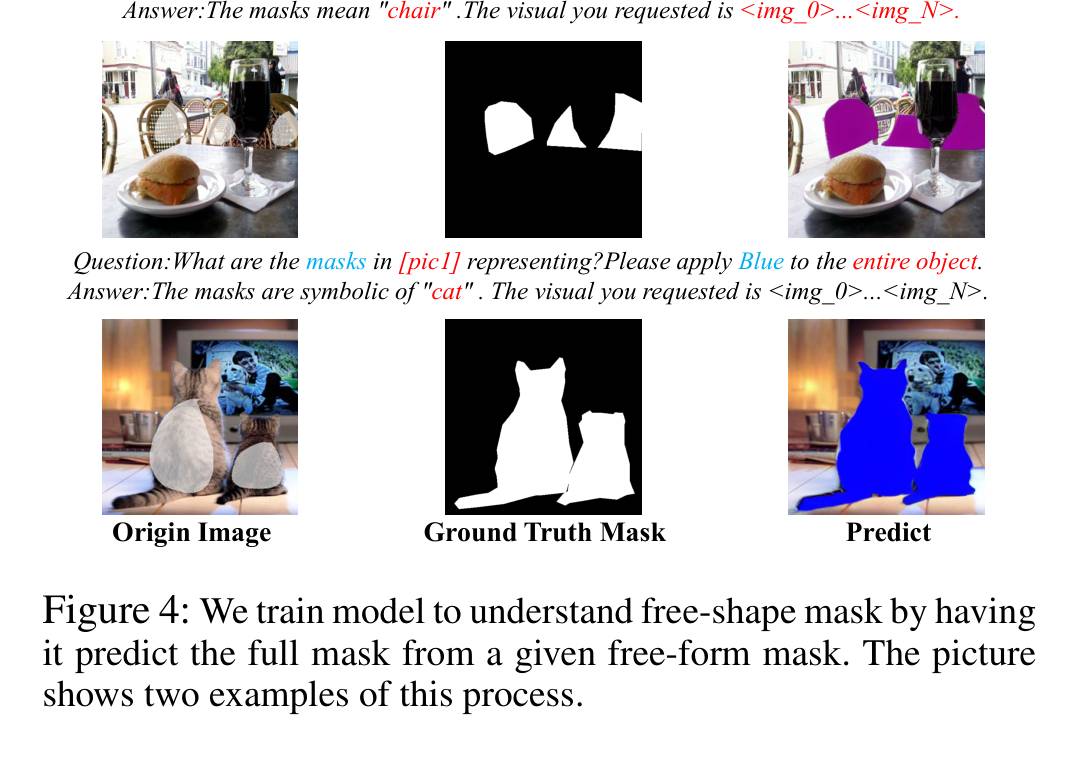 Answer:The masks mean "chair" .The visual you requested is <img_0>...<img_N>.
Question:What are the masks in [pic1] representing?Please apply Blue to the entire object.
Answer:The masks are symbolic of "cat" . The visual you requested is <img_0>...<img_N>.
Origin Image Ground Truth Mask Predict
Figure 4: We train model to understand free-shape mask by having
it predict the full mask from a given free-form mask. The picture
shows two examples of this process.